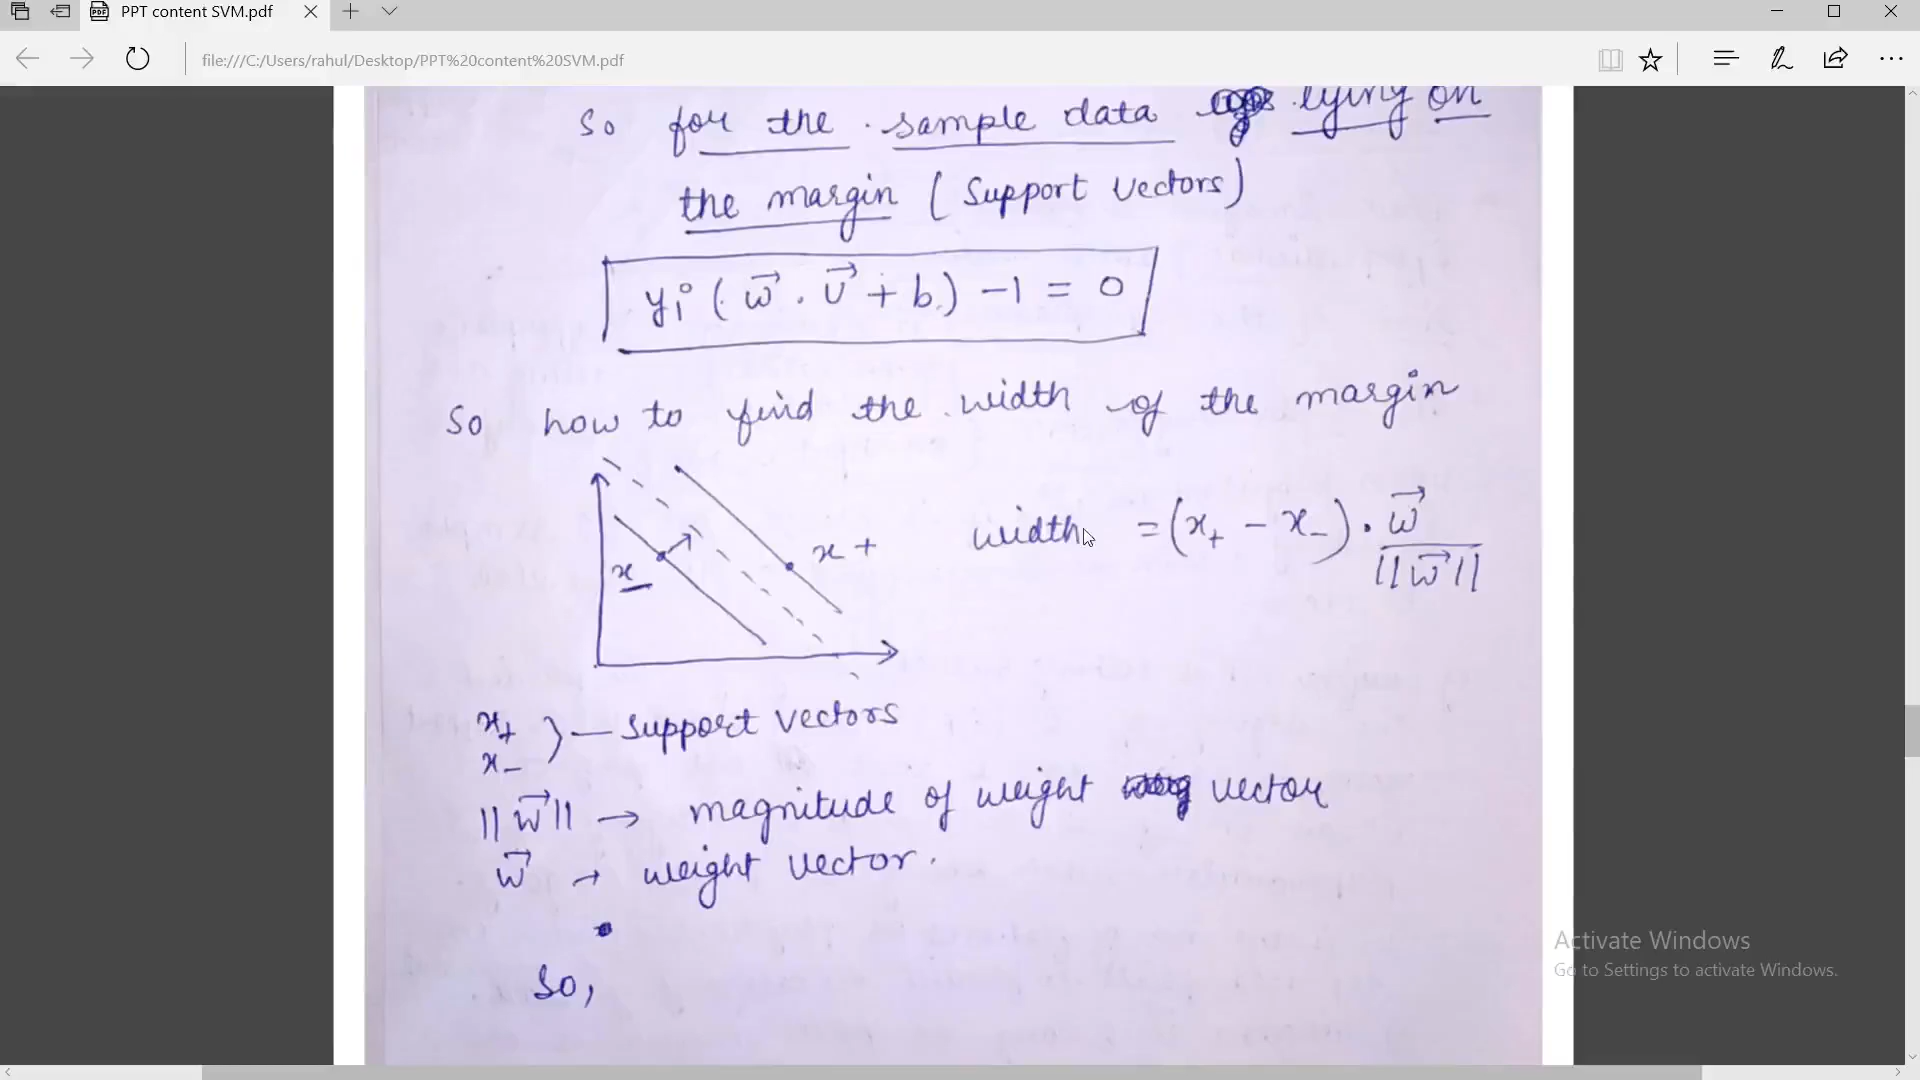 PPT content SVM.pdf
file:///C:/Users/rahul/Desktop/PPT%20content%20SVM.pdf
So for the sample data lying on
the margin (Support Vectors)
yi (w⃗ . U⃗ + b) - 1 = 0
So how to find the width of the margin
x +
x
width = (x₊ - x₋) . w⃗ / ||w⃗||
x₊
x₋ } — Support Vectors
||w⃗|| → magnitude of weight vector
w⃗ → weight vector.
So,
Activate Windows
Go to Settings to activate Windows.